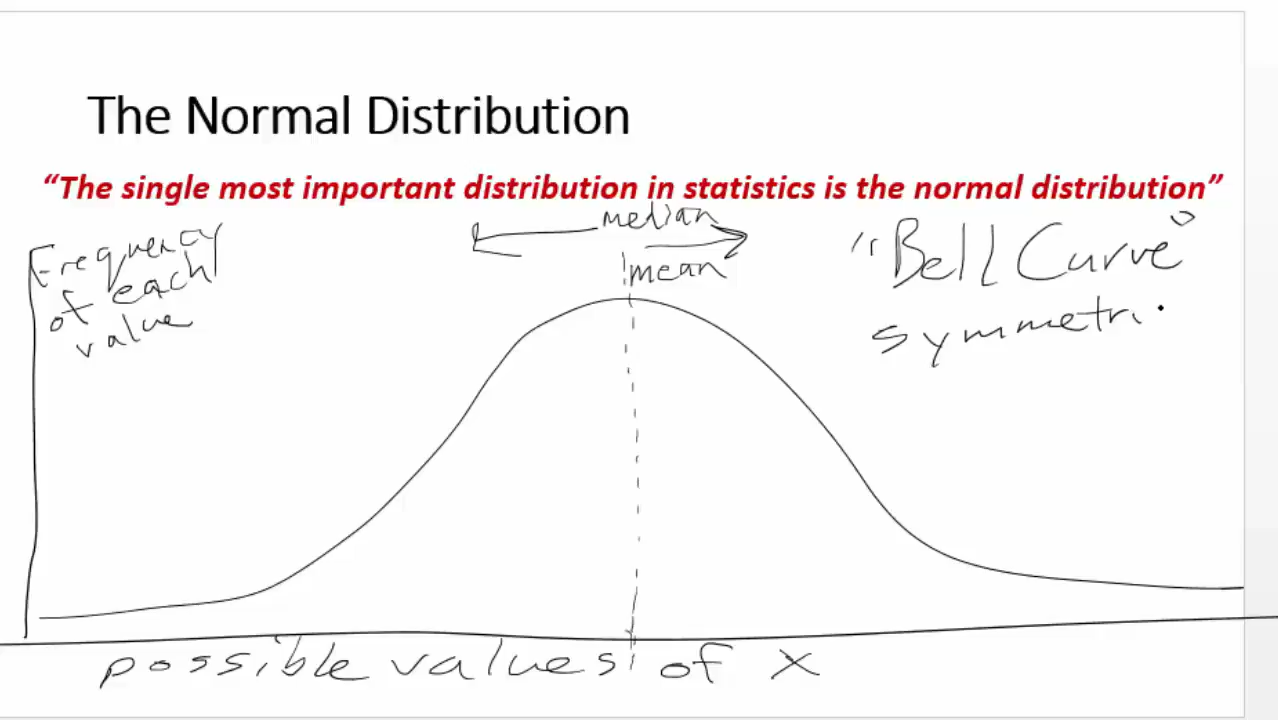 The Normal Distribution
“The single most important distribution in statistics is the normal distribution”
Frequency
of each
value
median
mean
"Bell Curve"
symmetri
possible values of x